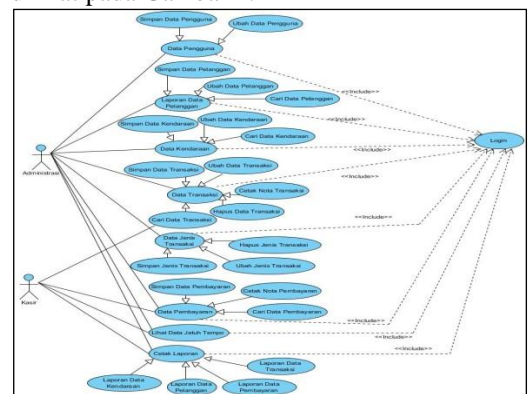 Simpan Data Pengguna
Ubah Data Pengguna
Data Pengguna
Simpan Data Pelanggan
Ubah Data Pelanggan
Laporan Data
Pelanggan
Cari Data Pelanggan
<<Include>>
Simpan Data Kendaraan
Ubah Data Kendaraan
<<Include>>
Cari Data Kendaraan
Login
Data Kendaraan
<<Include>>
Administrasi
Simpan Data Transaksi
Ubah Data Transaksi
Data Transaksi
Cetak Nota Transaksi
<<Include>>
Hapus Data Transaksi
Cari Data Transaksi
<<Include>>
Data Jenis
Transaksi
Hapus Jenis Transaksi
Simpan Jenis Transaksi
Ubah Jenis Transaksi
Kasir
Simpan Data Pembayaran
Cetak Nota Pembayaran
Data Pembayaran
Cari Data Pembayaran
<<Include>>
Lihat Data Jatuh Tempo
<<Include>>
Cetak Laporan
<<Include>>
Laporan Data
Transaksi
Laporan Data
Kendaraan
Laporan Data
Pelanggan
Laporan Data
Pembayaran